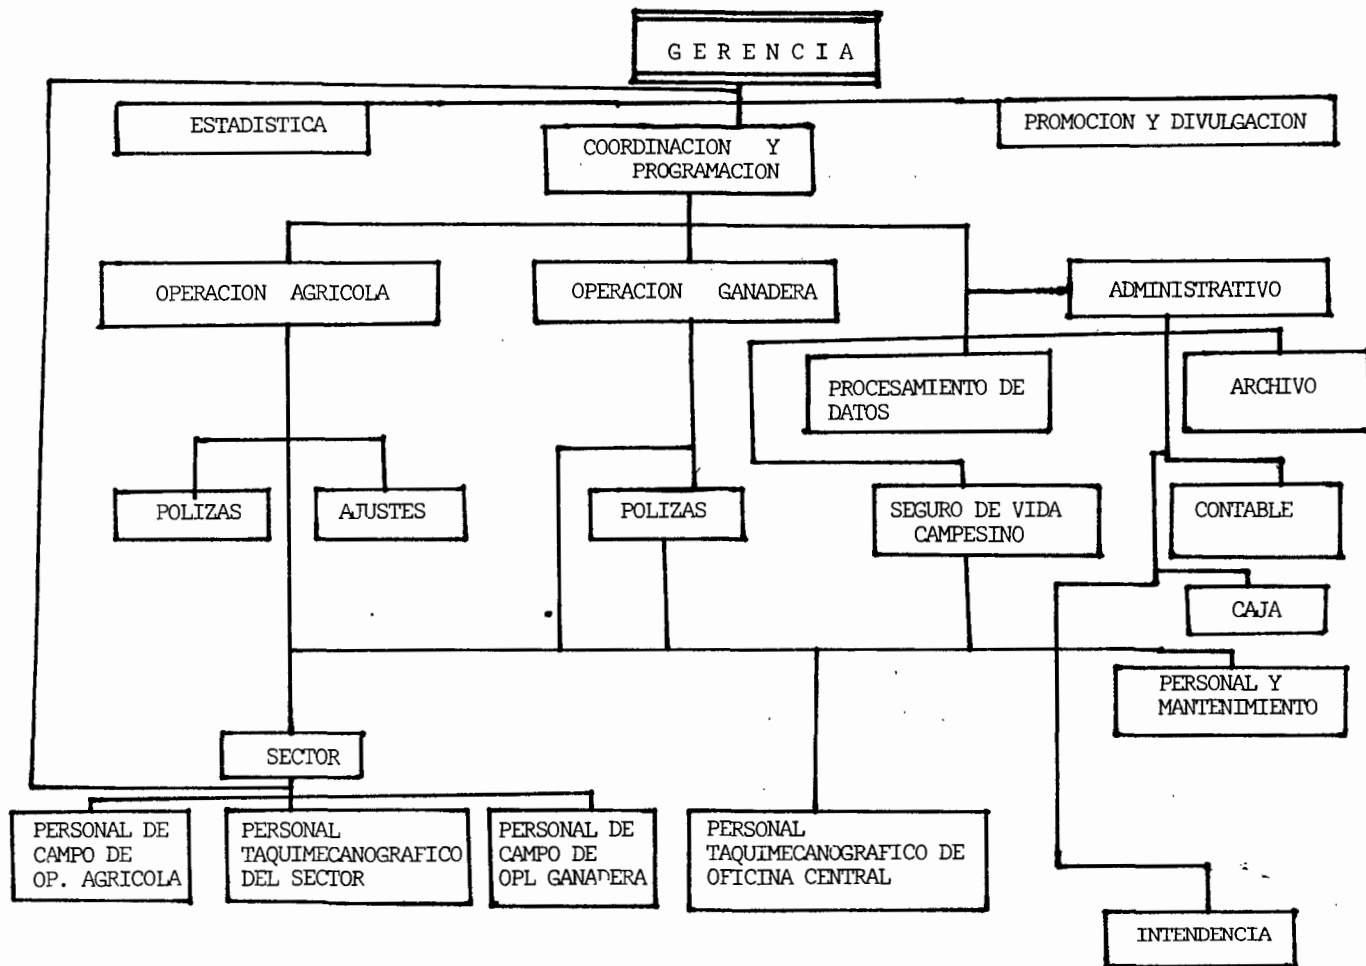 GERENCIA
ESTADISTICA
PROMOCION Y DIVULGACION
COORDINACION Y
PROGRAMACION
OPERACION AGRICOLA
OPERACION GANADERA
ADMINISTRATIVO
PROCESAMIENTO DE
DATOS
ARCHIVO
POLIZAS
AJUSTES
POLIZAS
SEGURO DE VIDA
CAMPESINO
CONTABLE
CAJA
PERSONAL Y
MANTENIMIENTO
SECTOR
PERSONAL DE
CAMPO DE
OP. AGRICOLA
PERSONAL
TAQUIMECANOGRAFICO
DEL SECTOR
PERSONAL DE
CAMPO DE
OPL GANADERA
PERSONAL
TAQUIMECANOGRAFICO DE
OFICINA CENTRAL
INTENDENCIA